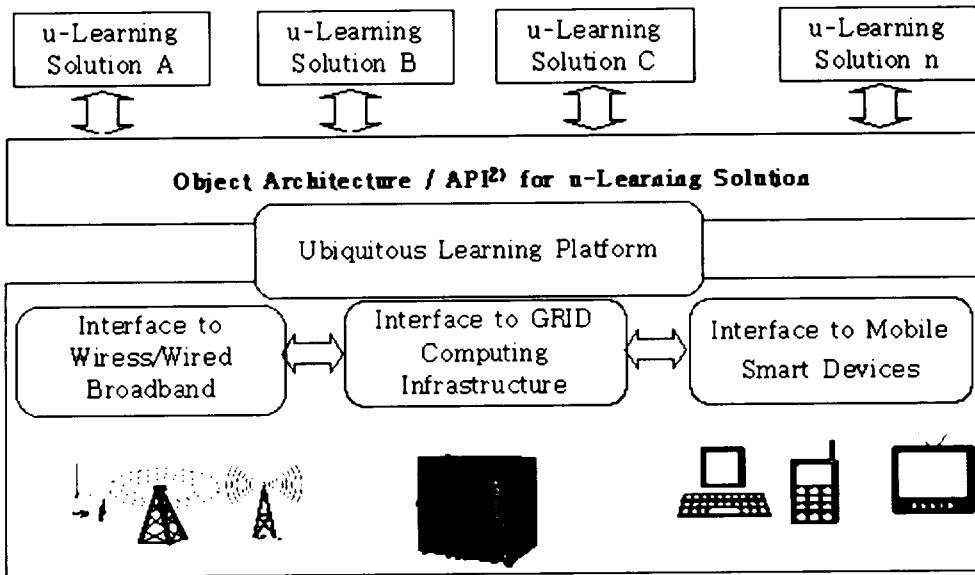 u-Learning
Solution A
u-Learning
Solution B
u-Learning
Solution C
u-Learning
Solution n
Object Architecture / API²⁾ for u-Learning Solution
Ubiquitous Learning Platform
Interface to
Wiress/Wired
Broadband
Interface to GRID
Computing
Infrastructure
Interface to Mobile
Smart Devices